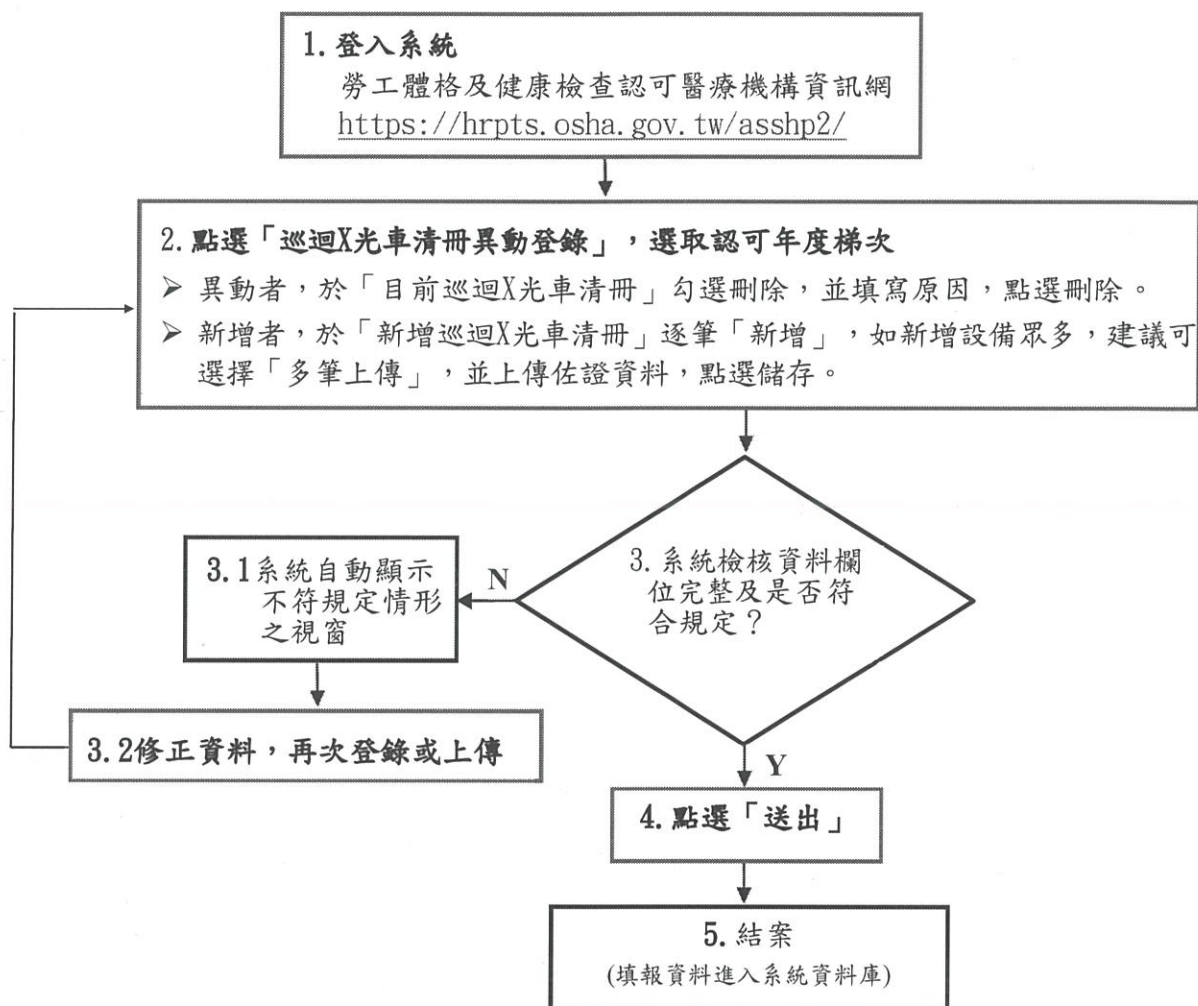 1.登入系統
勞工體格及健康檢查認可醫療機構資訊網
https://hrpts.osha.gov.tw/asshp2/
2.點選「巡迴X光車清冊異動登錄」，選取認可年度梯次
➢ 異動者，於「目前巡迴X光車清冊」勾選刪除，並填寫原因，點選刪除。
➢ 新增者，於「新增巡迴X光車清冊」逐筆「新增」，如新增設備眾多，建議可
選擇「多筆上傳」，並上傳佐證資料，點選儲存。
3.系統檢核資料欄
位完整及是否符
合規定？
N
3.1系統自動顯示
不符規定情形
之視窗
3.2修正資料，再次登錄或上傳
Y
4.點選「送出」
5.結案
(填報資料進入系統資料庫)